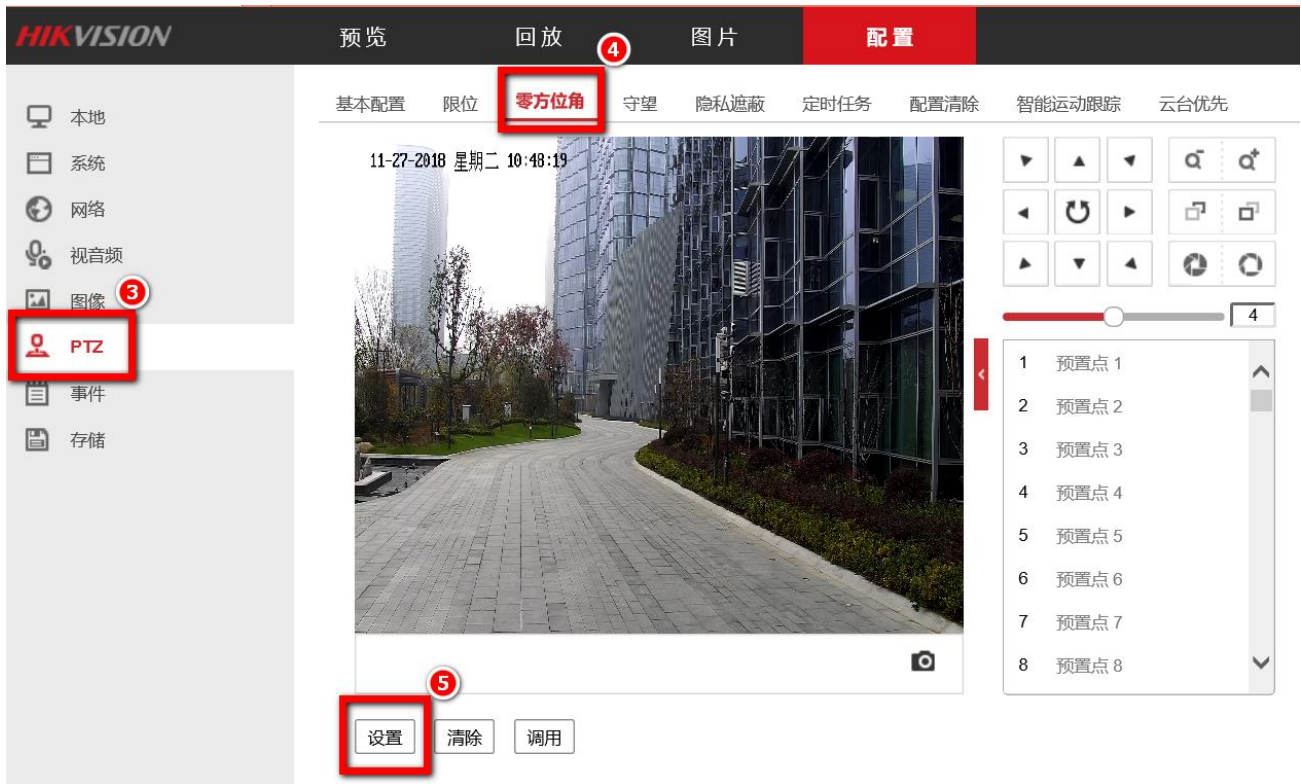 HIKVISION 预览 回放 图片 配置
④
基本配置 限位 零方位角 守望 隐私遮蔽 定时任务 配置清除 智能运动跟踪 云台优先
本地
系统
网络
视音频
图像
③
PTZ
事件
存储
11-27-2018 星期二 10:48:19
4
1 预置点 1
2 预置点 2
3 预置点 3
4 预置点 4
5 预置点 5
6 预置点 6
7 预置点 7
8 预置点 8
⑤
设置 清除 调用